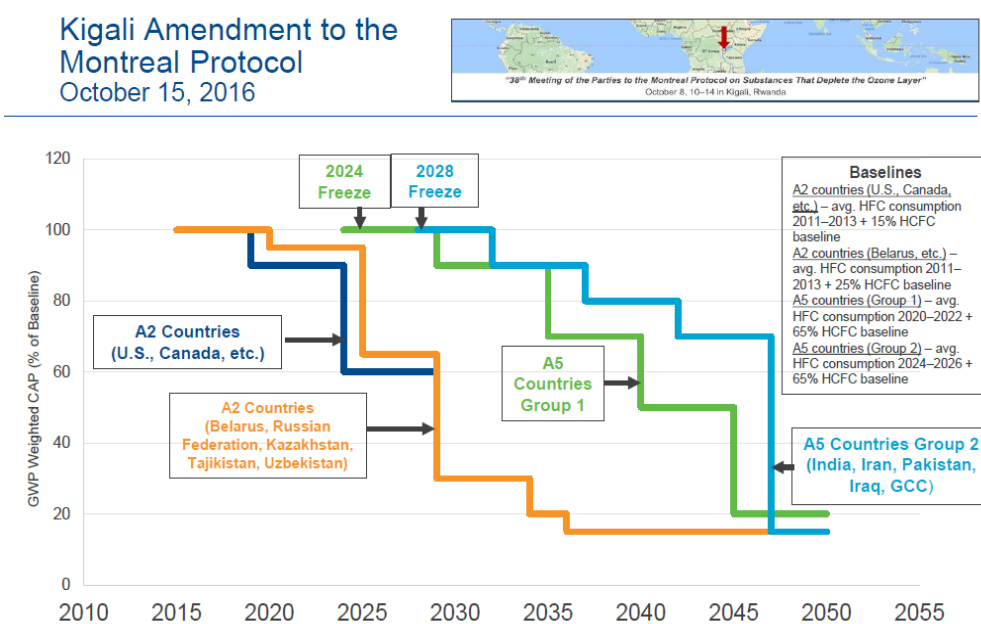 Kigali Amendment to the
Montreal Protocol
October 15, 2016
"38th Meeting of the Parties to the Montreal Protocol on Substances That Deplete the Ozone Layer"
October 8, 10–14 in Kigali, Rwanda
120
100
80
60
40
20
0
GWP Weighted CAP (% of Baseline)
2024
Freeze
2028
Freeze
Baselines
A2 countries (U.S., Canada,
etc.) – avg. HFC consumption
2011–2013 + 15% HCFC
baseline
A2 countries (Belarus, etc.) –
avg. HFC consumption 2011–
2013 + 25% HCFC baseline
A5 countries (Group 1) – avg.
HFC consumption 2020–2022 +
65% HCFC baseline
A5 countries (Group 2) – avg.
HFC consumption 2024–2026 +
65% HCFC baseline
A2 Countries
(U.S., Canada, etc.)
A5
Countries
Group 1
A2 Countries
(Belarus, Russian
Federation, Kazakhstan,
Tajikistan, Uzbekistan)
A5 Countries Group 2
(India, Iran, Pakistan,
Iraq, GCC)
2010
2015
2020
2025
2030
2035
2040
2045
2050
2055